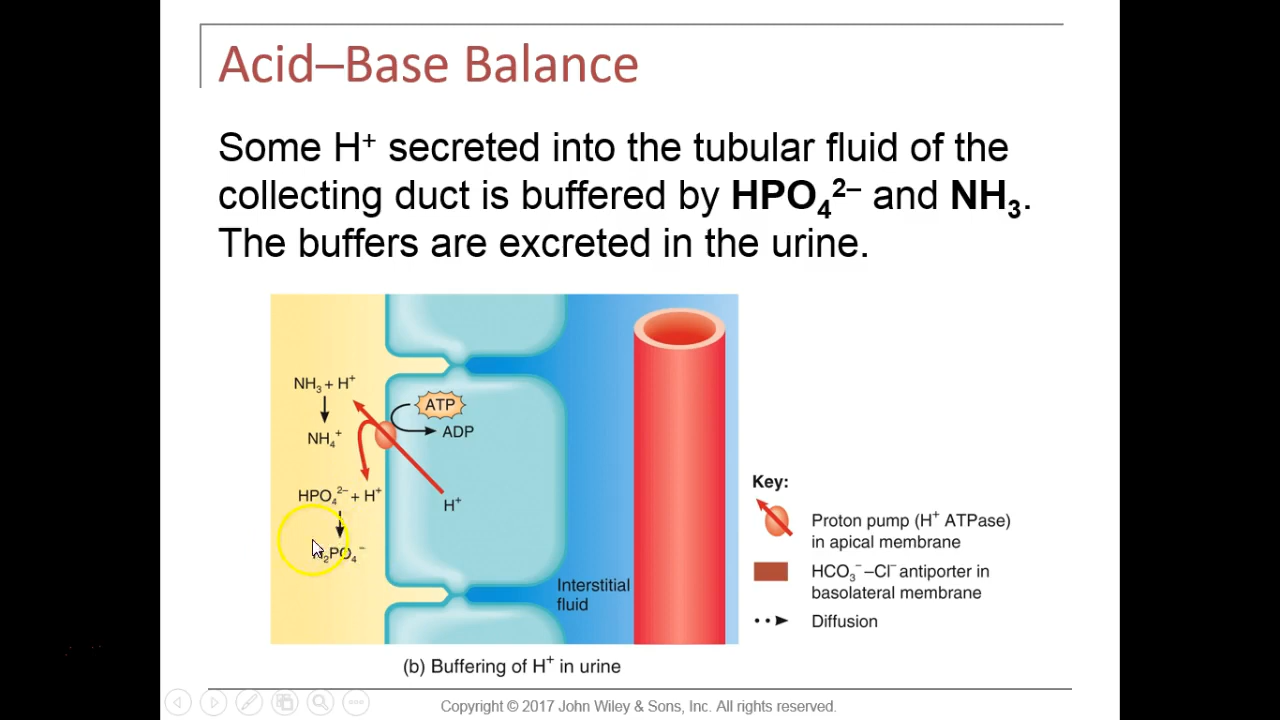 Acid–Base Balance
Some H⁺ secreted into the tubular fluid of the
collecting duct is buffered by HPO₄²⁻ and NH₃.
The buffers are excreted in the urine.
NH₃ + H⁺
NH₄⁺
HPO₄²⁻ + H⁺
H₂PO₄⁻
ATP
ADP
H⁺
Interstitial
fluid
Key:
Proton pump (H⁺ ATPase)
in apical membrane
HCO₃⁻–Cl⁻ antiporter in
basolateral membrane
Diffusion
(b) Buffering of H⁺ in urine
Copyright © 2017 John Wiley & Sons, Inc. All rights reserved.